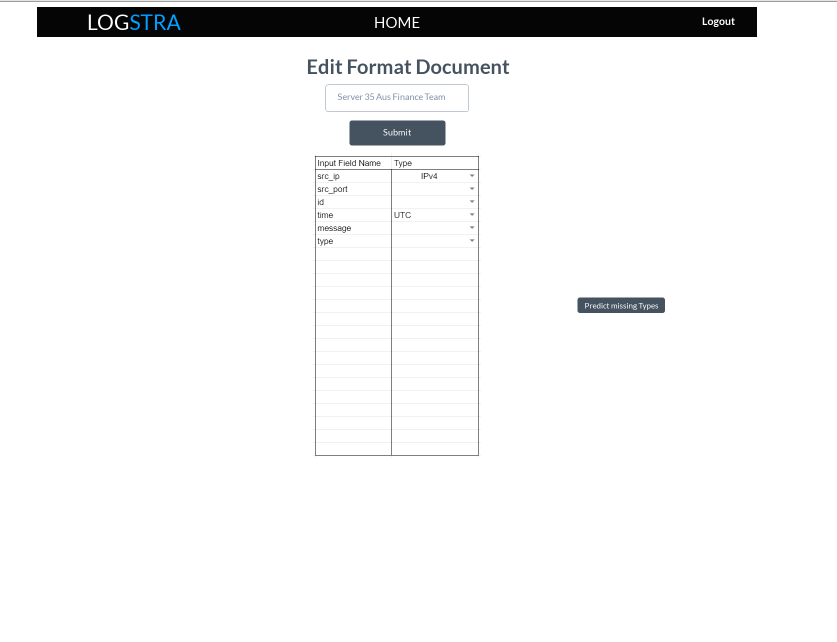 LOGSTRA HOME Logout
Edit Format Document
Server 35 Aus Finance Team
Submit
Input Field Name Type
src_ip IPv4
src_port
id
time UTC
message
type
Predict missing Types